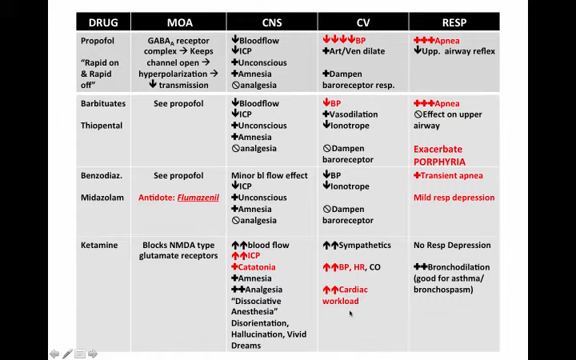 DRUG MOA CNS CV RESP
Propofol
"Rapid on
& Rapid
off"
GABAA receptor
complex → Keeps
channel open →
hyperpolarization →
↓ transmission
↓Bloodflow
↓ICP
+Unconscious
+Amnesia
🛇analgesia
↓↓↓↓BP
+Art/Ven dilate
+Dampen
baroreceptor resp.
+++Apnea
↓Upp. airway reflex
Barbituates
Thiopental
See propofol
↓Bloodflow
↓ICP
+Unconscious
+Amnesia
🛇analgesia
↓BP
+Vasodilation
↓Ionotrope
🛇Dampen
baroreceptor
+++Apnea
🛇Effect on upper
airway
Exacerbate
PORPHYRIA
Benzodiaz.
Midazolam
See propofol
Antidote: Flumazenil
Minor bl flow effect
↓ICP
+Unconscious
+Amnesia
🛇analgesia
↓BP
↓Ionotrope
🛇Dampen
baroreceptor
+Transient apnea
Mild resp depression
Ketamine
Blocks NMDA type
glutamate receptors
↑↑blood flow
↑↑ICP
+Catatonia
+Amnesia
++Analgesia
"Dissociative
Anesthesia"
Disorientation,
Hallucination, Vivid
Dreams
↑↑Sympathetics
↑↑BP, HR, CO
↑↑Cardiac
workload
No Resp Depression
++Bronchodilation
(good for asthma/
bronchospasm)